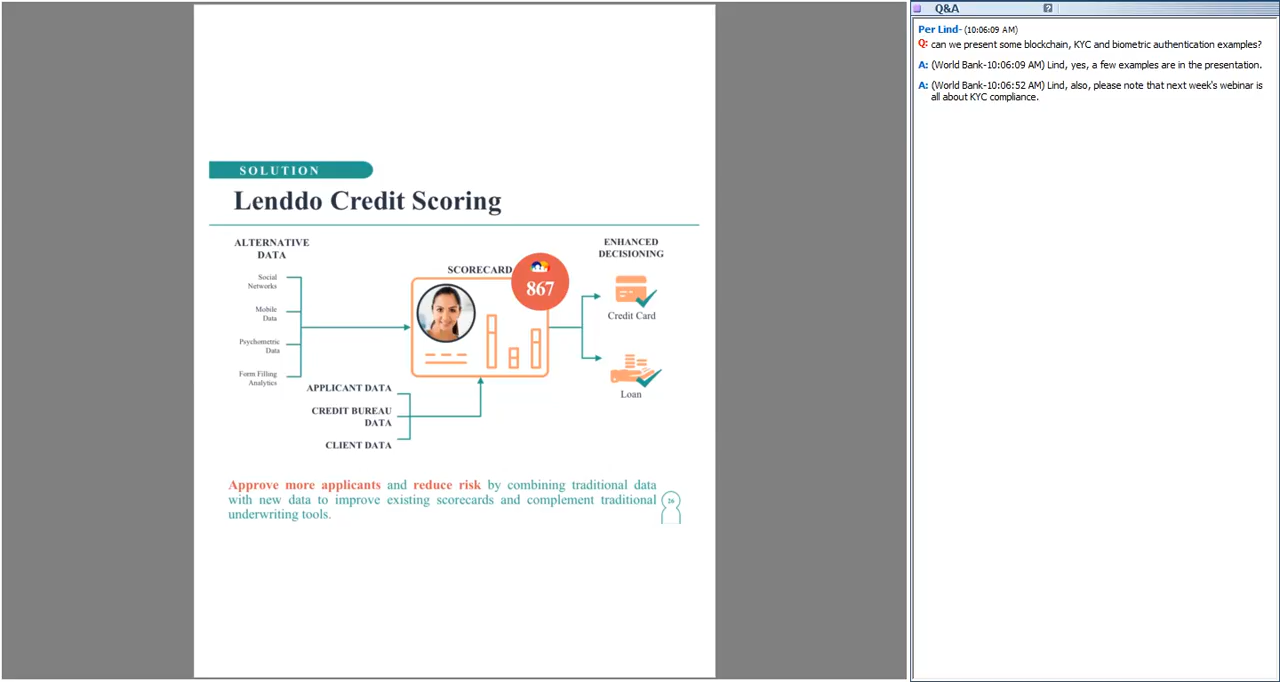 SOLUTION
Lenddo Credit Scoring
ALTERNATIVE
DATA
Social
Networks
Mobile
Data
Psychometric
Data
Form Filling
Analytics
APPLICANT DATA
CREDIT BUREAU
DATA
CLIENT DATA
SCORECARD
867
ENHANCED
DECISIONING
Credit Card
Loan
Approve more applicants and reduce risk by combining traditional data
with new data to improve existing scorecards and complement traditional
underwriting tools.
26
Q&A
?
Per Lind- (10:06:09 AM)
Q: can we present some blockchain, KYC and biometric authentication examples?
A: (World Bank-10:06:09 AM) Lind, yes, a few examples are in the presentation.
A: (World Bank-10:06:52 AM) Lind, also, please note that next week's webinar is
all about KYC compliance.